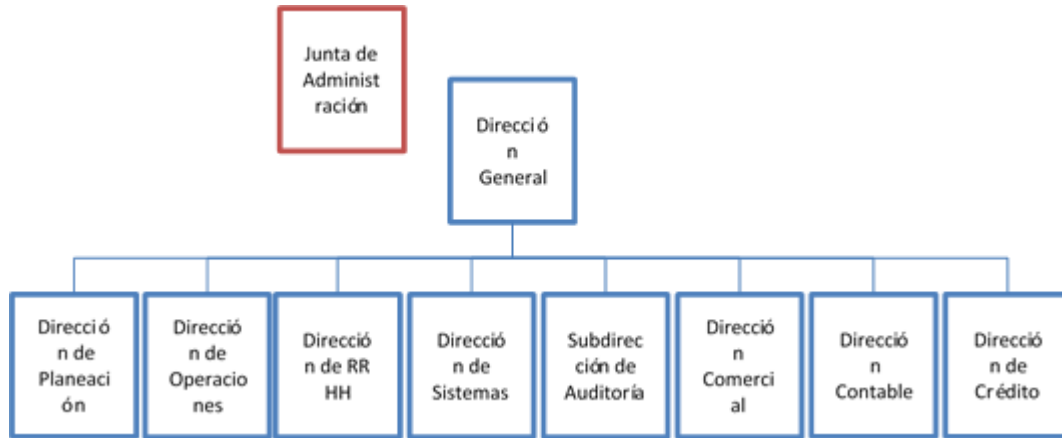 Junta de
Administ
ración
Direcció
n
General
Direcció
n de
Planeaci
ón
Direcció
n de
Operacio
nes
Direcció
n de RR
HH
Direcció
n de
Sistemas
Subdirec
ción de
Auditoría
Direcció
n
Comerci
al
Direcció
n
Contable
Direcció
n de
Crédito